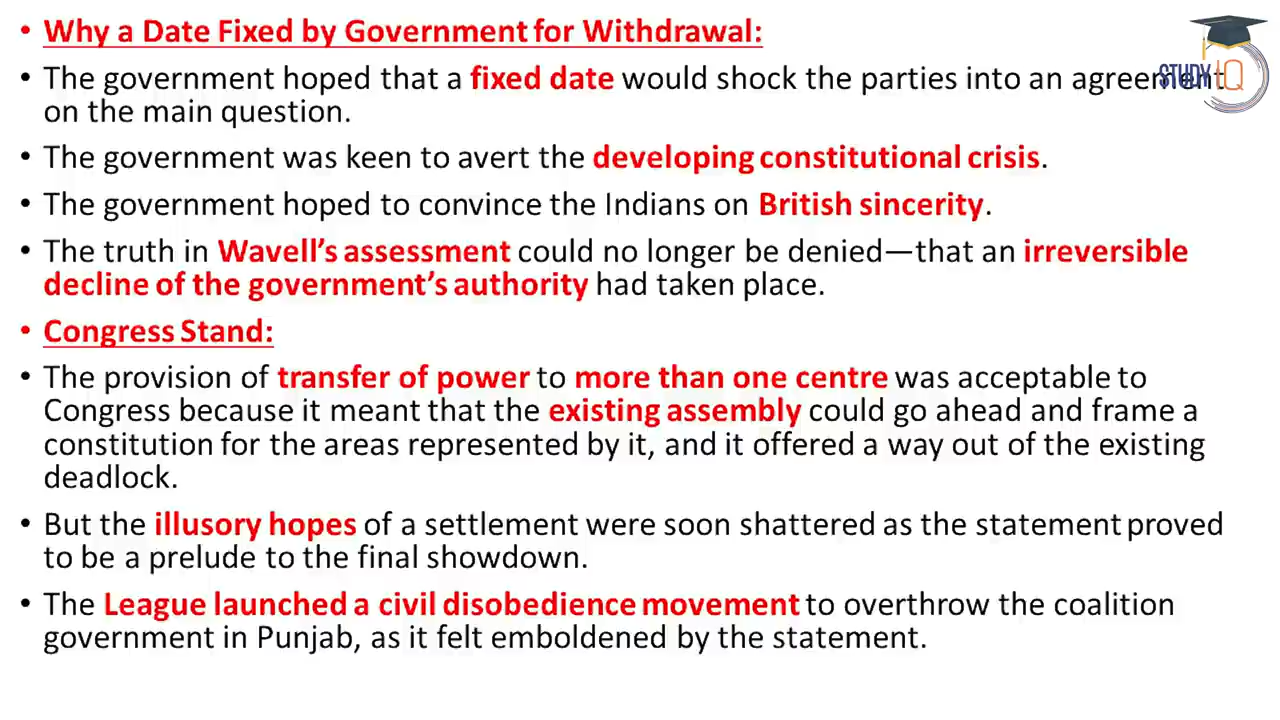 • Why a Date Fixed by Government for Withdrawal:
• The government hoped that a fixed date would shock the parties into an agreement
on the main question.
• The government was keen to avert the developing constitutional crisis.
• The government hoped to convince the Indians on British sincerity.
• The truth in Wavell's assessment could no longer be denied—that an irreversible
decline of the government's authority had taken place.
• Congress Stand:
• The provision of transfer of power to more than one centre was acceptable to
Congress because it meant that the existing assembly could go ahead and frame a
constitution for the areas represented by it, and it offered a way out of the existing
deadlock.
• But the illusory hopes of a settlement were soon shattered as the statement proved
to be a prelude to the final showdown.
• The League launched a civil disobedience movement to overthrow the coalition
government in Punjab, as it felt emboldened by the statement.
STUDY IQ